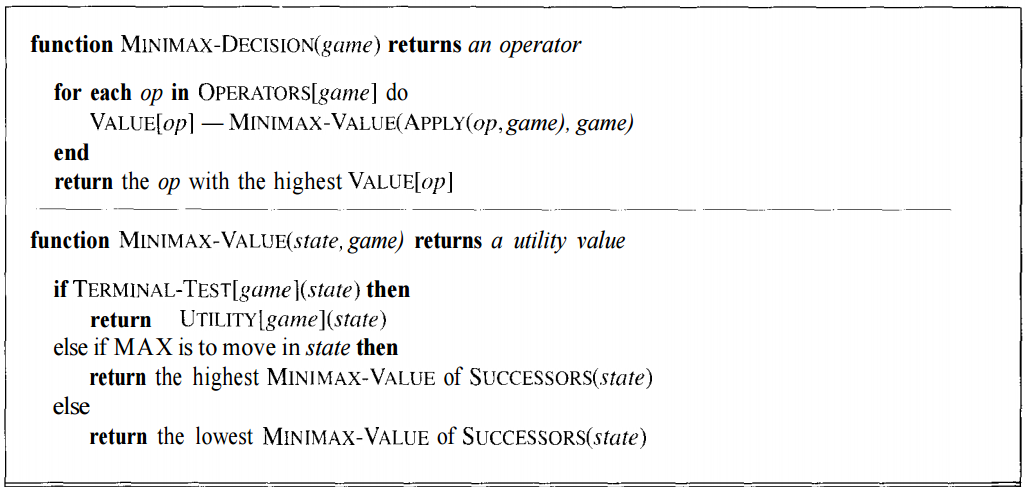 function MINIMAX-DECISION(game) returns an operator
for each op in OPERATORS[game] do
VALUE[op] — MINIMAX-VALUE(APPLY(op, game), game)
end
return the op with the highest VALUE[op]
function MINIMAX-VALUE(state, game) returns a utility value
if TERMINAL-TEST[game](state) then
return UTILITY[game](state)
else if MAX is to move in state then
return the highest MINIMAX-VALUE of SUCCESSORS(state)
else
return the lowest MINIMAX-VALUE of SUCCESSORS(state)